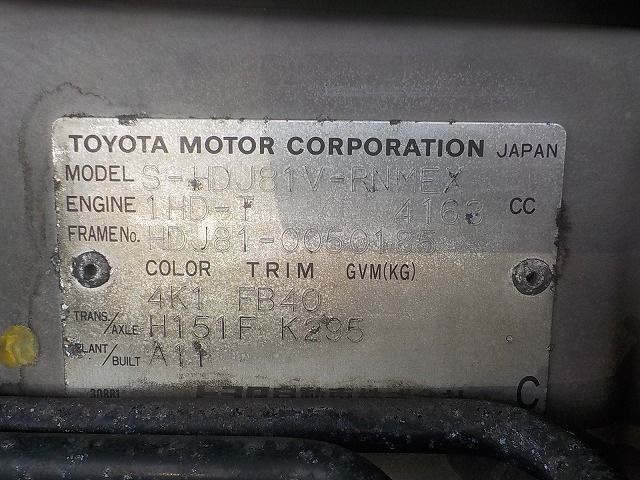 TOYOTA MOTOR CORPORATION JAPAN
MODEL S-HDJ81V-RNMEX
ENGINE 1HD-T 4163 CC
FRAME No. HDJ81-0050185
COLOR TRIM GVM(KG)
4K1 FB40
TRANS./AXLE H151F K295
PLANT/BUILT A11
30881
C